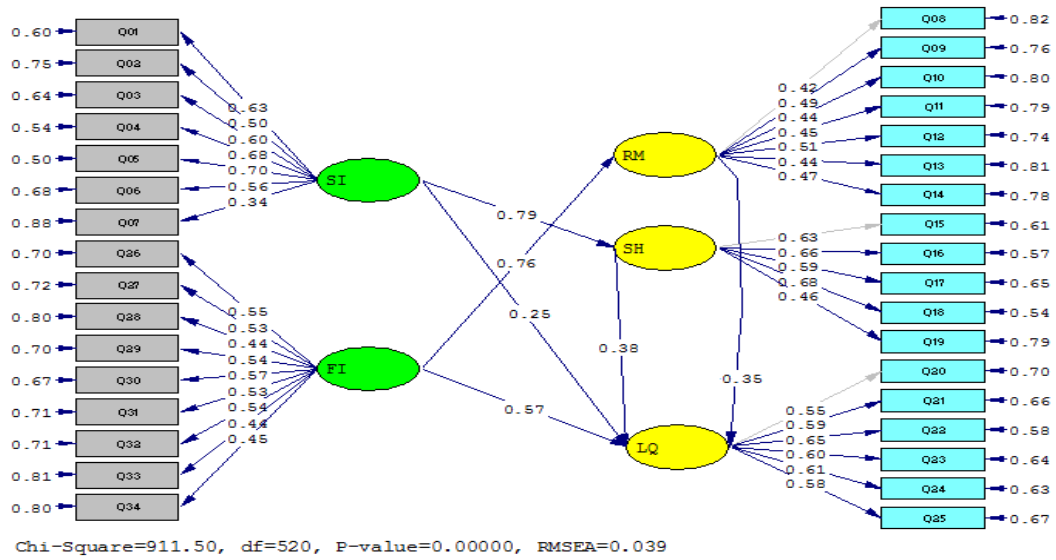 0.60 Q01
0.75 Q02
0.64 Q03
0.54 Q04
0.50 Q05
0.68 Q06
0.88 Q07
0.70 Q26
0.72 Q27
0.80 Q28
0.70 Q29
0.67 Q30
0.71 Q31
0.71 Q32
0.81 Q33
0.80 Q34
0.63
0.50
0.60
0.68
0.70
0.56
0.34
0.55
0.53
0.44
0.54
0.57
0.53
0.54
0.44
0.45
SI
FI
0.79
0.76
0.25
0.57
0.38
0.35
RM
SH
LQ
0.42
0.49
0.44
0.45
0.51
0.44
0.47
0.63
0.66
0.59
0.68
0.46
0.55
0.59
0.65
0.60
0.61
0.58
Q08 0.82
Q09 0.76
Q10 0.80
Q11 0.79
Q12 0.74
Q13 0.81
Q14 0.78
Q15 0.61
Q16 0.57
Q17 0.65
Q18 0.54
Q19 0.79
Q20 0.70
Q21 0.66
Q22 0.58
Q23 0.64
Q24 0.63
Q25 0.67
Chi-Square=911.50, df=520, P-value=0.00000, RMSEA=0.039